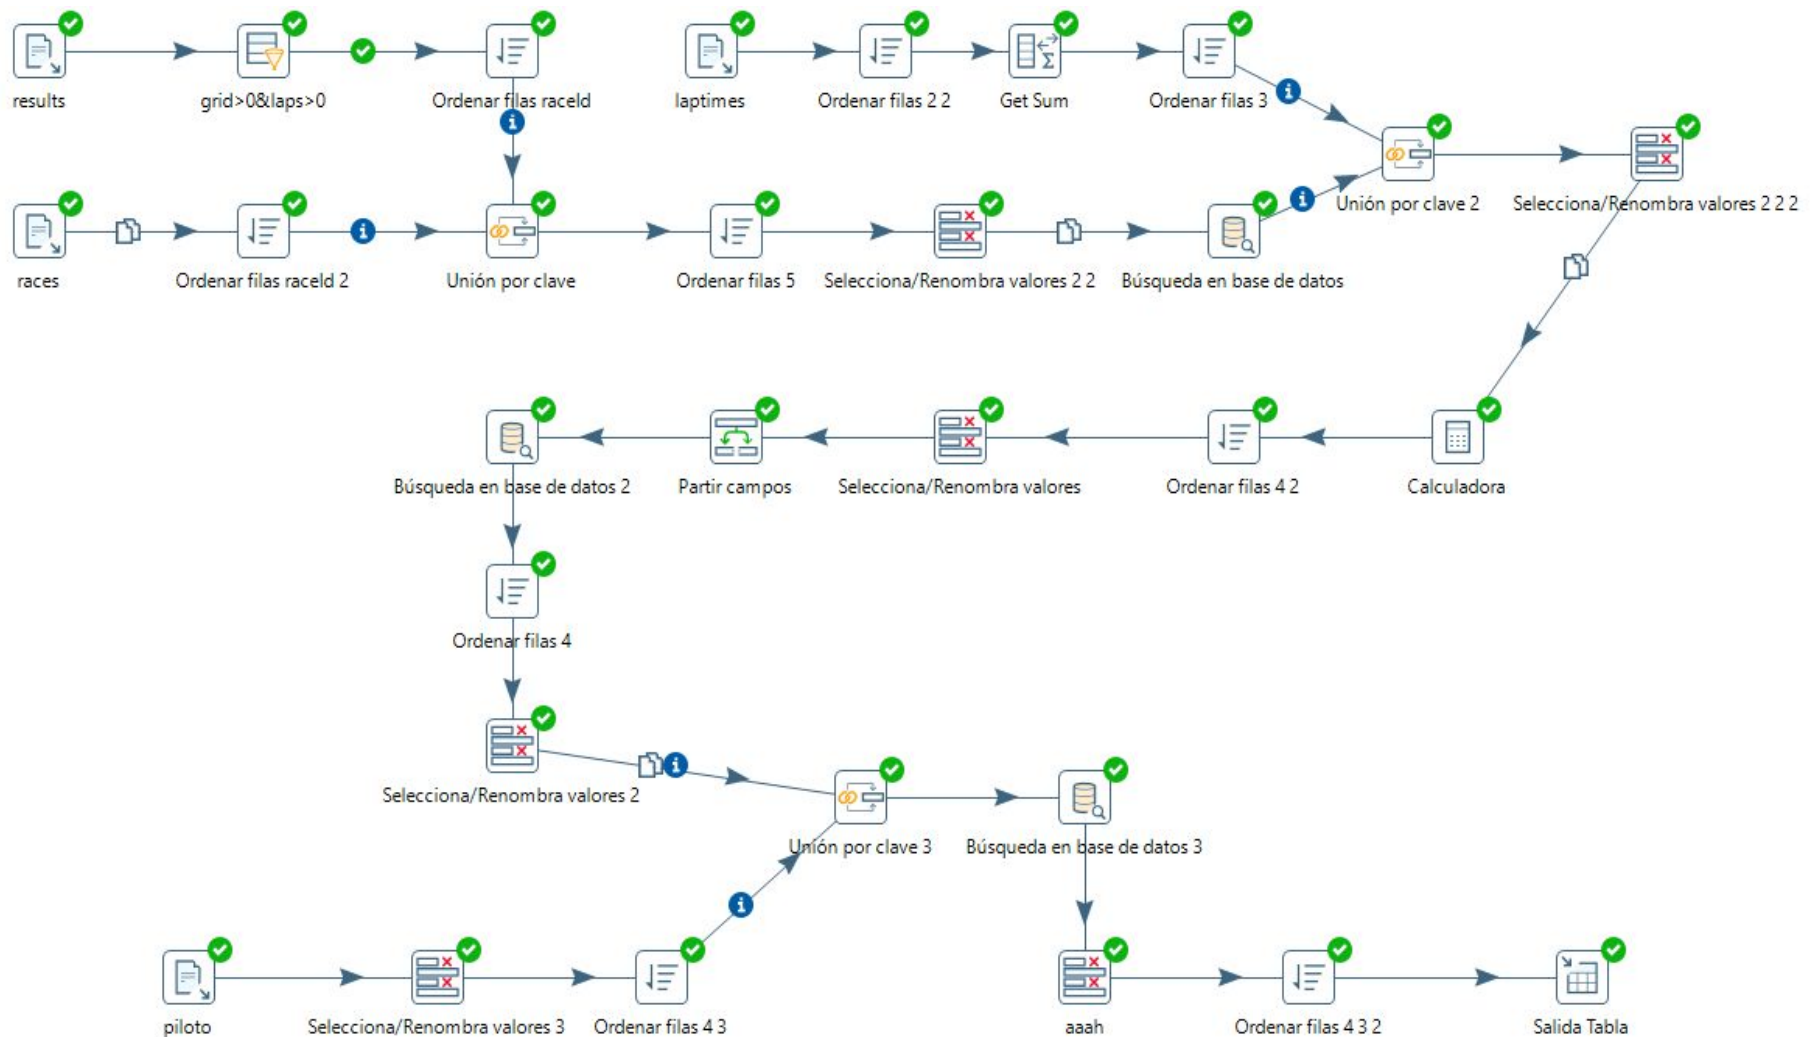 results
grid>0&laps>0
Ordenar filas raceId
laptimes
Ordenar filas 2 2
Get Sum
Ordenar filas 3
Unión por clave 2
Selecciona/Renombra valores 2 2 2
races
Ordenar filas raceId 2
Unión por clave
Ordenar filas 5
Selecciona/Renombra valores 2 2
Búsqueda en base de datos
Búsqueda en base de datos 2
Partir campos
Selecciona/Renombra valores
Ordenar filas 4 2
Calculadora
Ordenar filas 4
Selecciona/Renombra valores 2
Unión por clave 3
Búsqueda en base de datos 3
piloto
Selecciona/Renombra valores 3
Ordenar filas 4 3
aaah
Ordenar filas 4 3 2
Salida Tabla